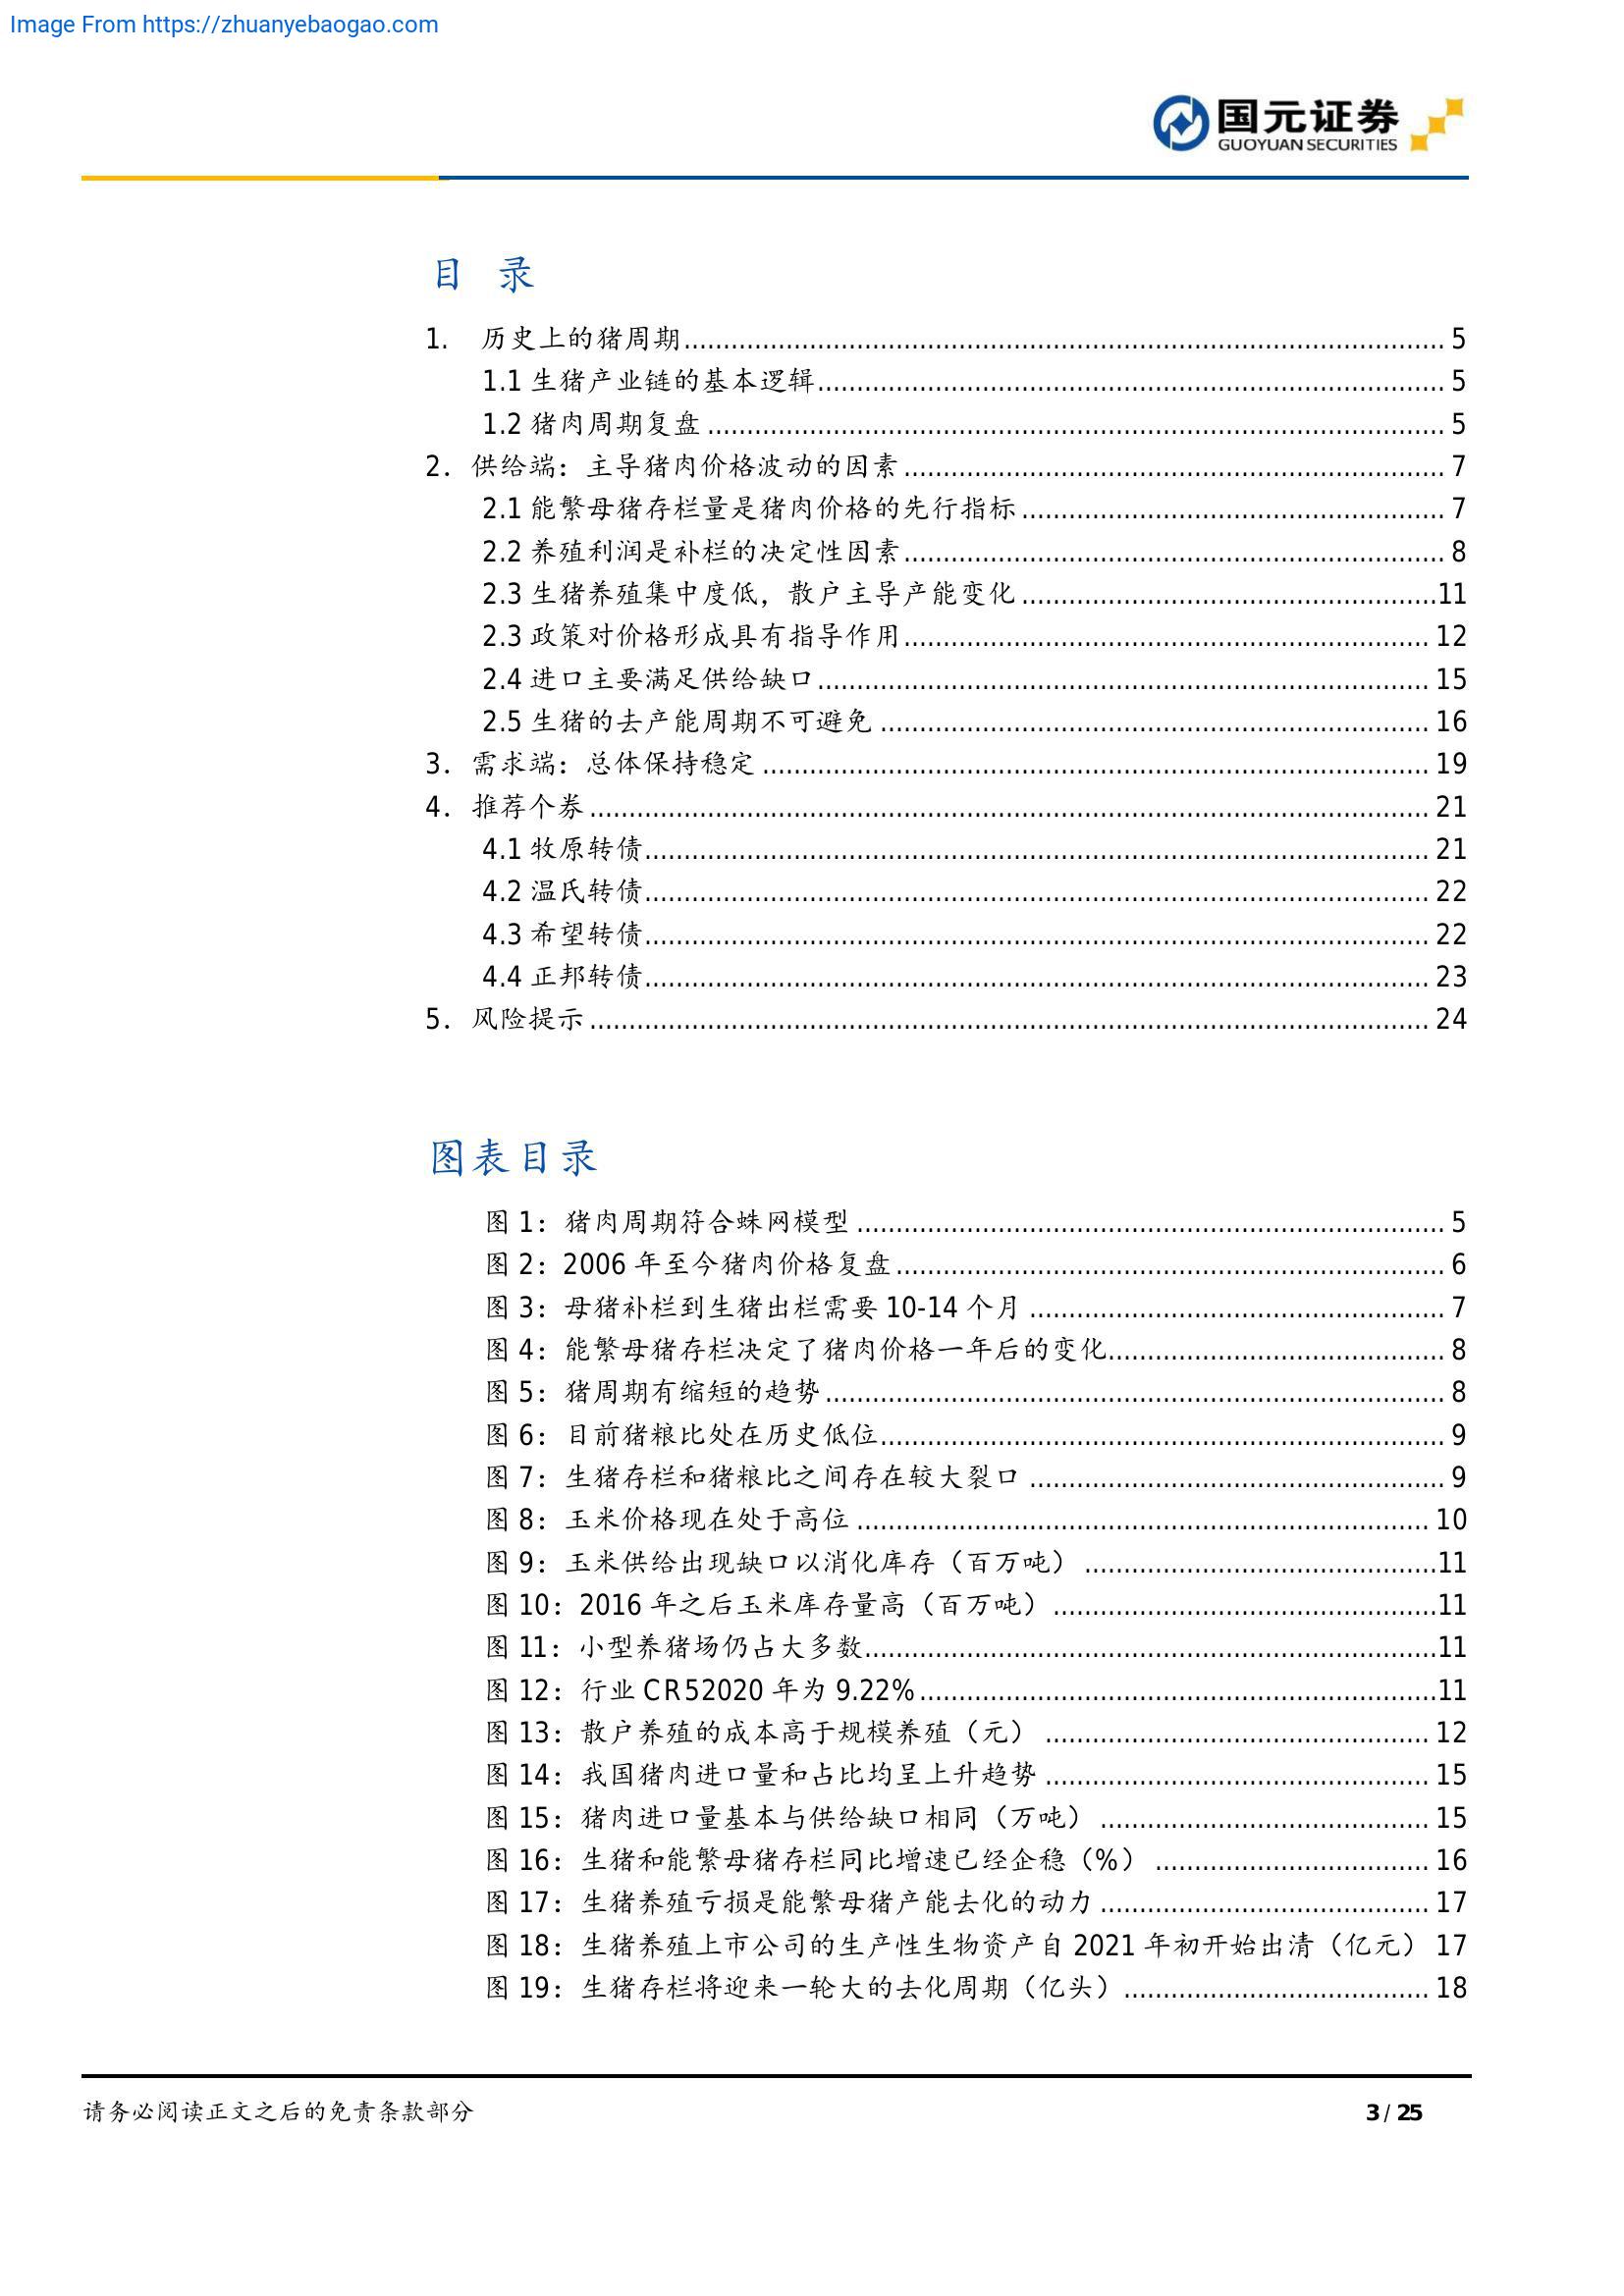 Image From https://zhuanyebaogao.com
国元证券
GUOYUAN SECURITIES
目 录
1. 历史上的猪周期 5
1.1 生猪产业链的基本逻辑 5
1.2 猪肉周期复盘 5
2. 供给端：主导猪肉价格波动的因素 7
2.1 能繁母猪存栏量是猪肉价格的先行指标 7
2.2 养殖利润是补栏的决定性因素 8
2.3 生猪养殖集中度低，散户主导产能变化 11
2.3 政策对价格形成具有指导作用 12
2.4 进口主要满足供给缺口 15
2.5 生猪的去产能周期不可避免 16
3. 需求端：总体保持稳定 19
4. 推荐个券 21
4.1 牧原转债 21
4.2 温氏转债 22
4.3 希望转债 22
4.4 正邦转债 23
5. 风险提示 24
图表目录
图 1：猪肉周期符合蛛网模型 5
图 2：2006 年至今猪肉价格复盘 6
图 3：母猪补栏到生猪出栏需要 10-14 个月 7
图 4：能繁母猪存栏决定了猪肉价格一年后的变化 8
图 5：猪周期有缩短的趋势 8
图 6：目前猪粮比处在历史低位 9
图 7：生猪存栏和猪粮比之间存在较大裂口 9
图 8：玉米价格现在处于高位 10
图 9：玉米供给出现缺口以消化库存（百万吨） 11
图 10：2016 年之后玉米库存量高（百万吨） 11
图 11：小型养猪场仍占大多数 11
图 12：行业 CR52020 年为 9.22% 11
图 13：散户养殖的成本高于规模养殖（元） 12
图 14：我国猪肉进口量和占比均呈上升趋势 15
图 15：猪肉进口量基本与供给缺口相同（万吨） 15
图 16：生猪和能繁母猪存栏同比增速已经企稳（%） 16
图 17：生猪养殖亏损是能繁母猪产能去化的动力 17
图 18：生猪养殖上市公司的生产性生物资产自 2021 年初开始出清（亿元） 17
图 19：生猪存栏将迎来一轮大的去化周期（亿头） 18
请务必阅读正文之后的免责条款部分
3 / 25